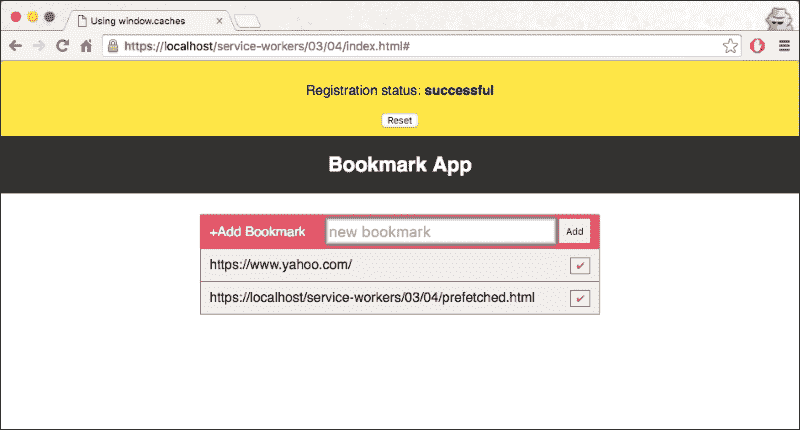 Using window.caches
https://localhost/service-workers/03/04/index.html#
Registration status: successful
Reset
Bookmark App
+Add Bookmark new bookmark Add
https://www.yahoo.com/
https://localhost/service-workers/03/04/prefetched.html